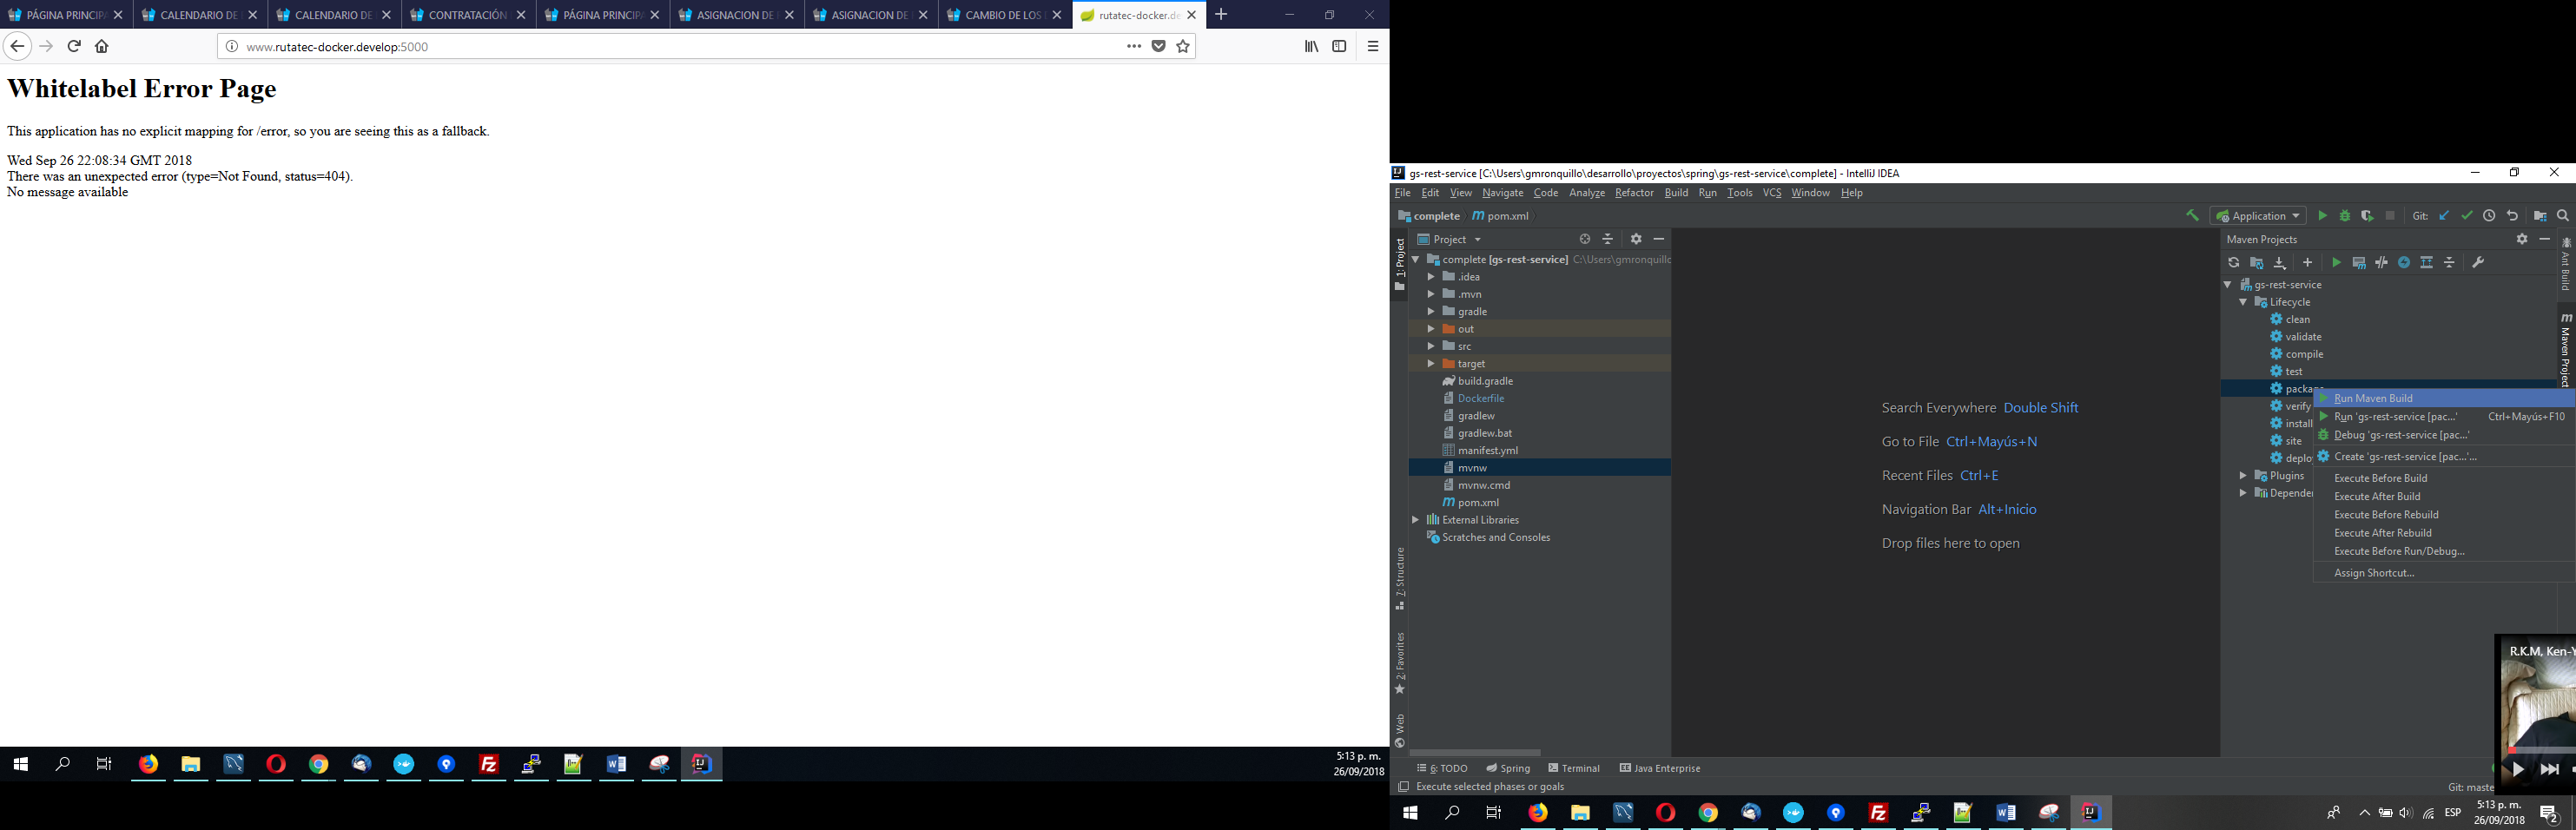 PÁGINA PRINCIPA
CALENDARIO DE
CALENDARIO DE
CONTRATACIÓN
PÁGINA PRINCIPA
ASIGNACION DE
ASIGNACION DE
CAMBIO DE LOS
rutatec-docker.de
www.rutatec-docker.develop:5000
Whitelabel Error Page
This application has no explicit mapping for /error, so you are seeing this as a fallback.
Wed Sep 26 22:08:34 GMT 2018
There was an unexpected error (type=Not Found, status=404).
No message available
5:13 p. m.
26/09/2018
gs-rest-service [C:\Users\gmronquillo\desarrollo\proyectos\spring\gs-rest-service\complete] - IntelliJ IDEA
File Edit View Navigate Code Analyze Refactor Build Run Tools VCS Window Help
complete pom.xml
Application
Git:
1: Project
7: Structure
2: Favorites
Web
Project
complete [gs-rest-service] C:\Users\gmronquillo
.idea
.mvn
gradle
out
src
target
build.gradle
Dockerfile
gradlew
gradlew.bat
manifest.yml
mvnw
mvnw.cmd
pom.xml
External Libraries
Scratches and Consoles
Search Everywhere Double Shift
Go to File Ctrl+Mayús+N
Recent Files Ctrl+E
Navigation Bar Alt+Inicio
Drop files here to open
Maven Projects
gs-rest-service
Lifecycle
clean
validate
compile
test
package
verify
install
site
deplo
Plugins
Depender
Run Maven Build
Run 'gs-rest-service [pac...' Ctrl+Mayús+F10
Debug 'gs-rest-service [pac...'
Create 'gs-rest-service [pac...'...
Execute Before Build
Execute After Build
Execute Before Rebuild
Execute After Rebuild
Execute Before Run/Debug...
Assign Shortcut...
Ant Build
Maven Project
R.K.M, Ken-Y
6: TODO Spring Terminal Java Enterprise
Execute selected phases or goals
Git: maste
ESP
5:13 p. m.
26/09/2018
2